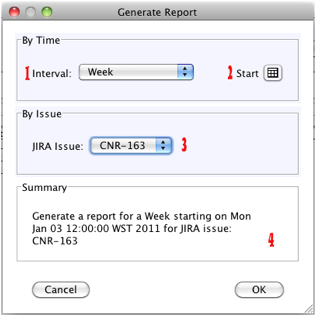 Generate Report
By Time
1 Interval: Week 2 Start
By Issue
JIRA Issue: CNR-163 3
Summary
Generate a report for a Week starting on Mon
Jan 03 12:00:00 WST 2011 for JIRA issue:
CNR-163
4
Cancel OK